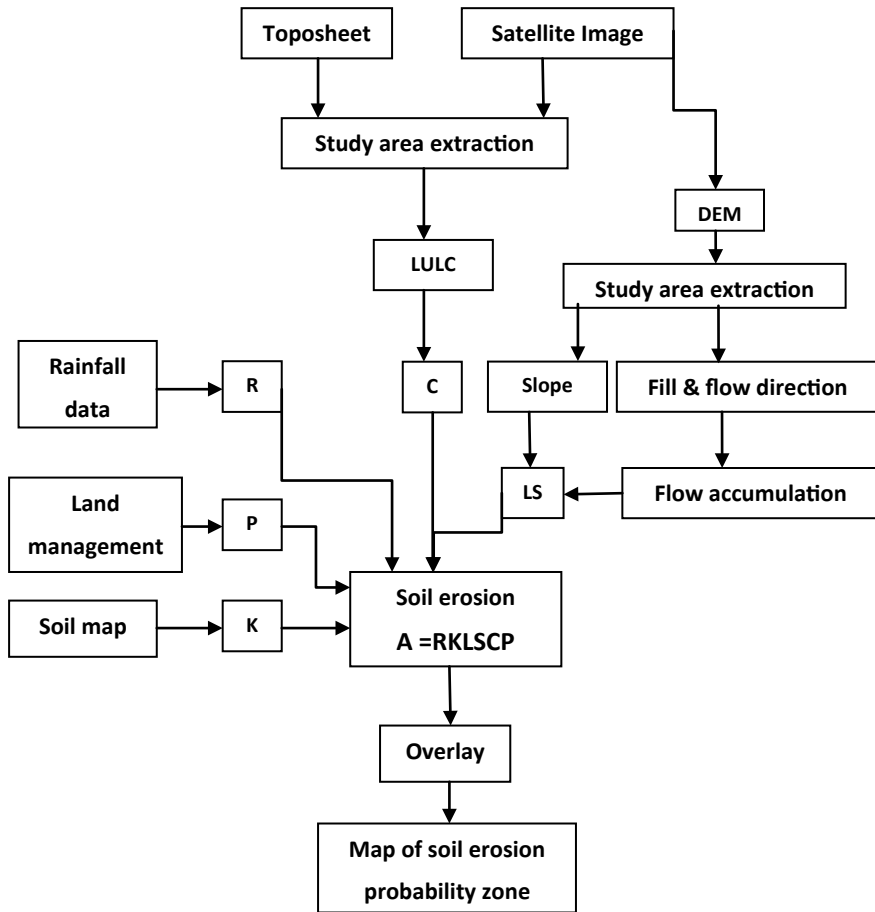 Toposheet
Satellite Image
Study area extraction
DEM
LULC
Study area extraction
Rainfall
data
R
C
Slope
Fill & flow direction
Land
management
P
LS
Flow accumulation
Soil map
K
Soil erosion
A =RKLSCP
Overlay
Map of soil erosion
probability zone